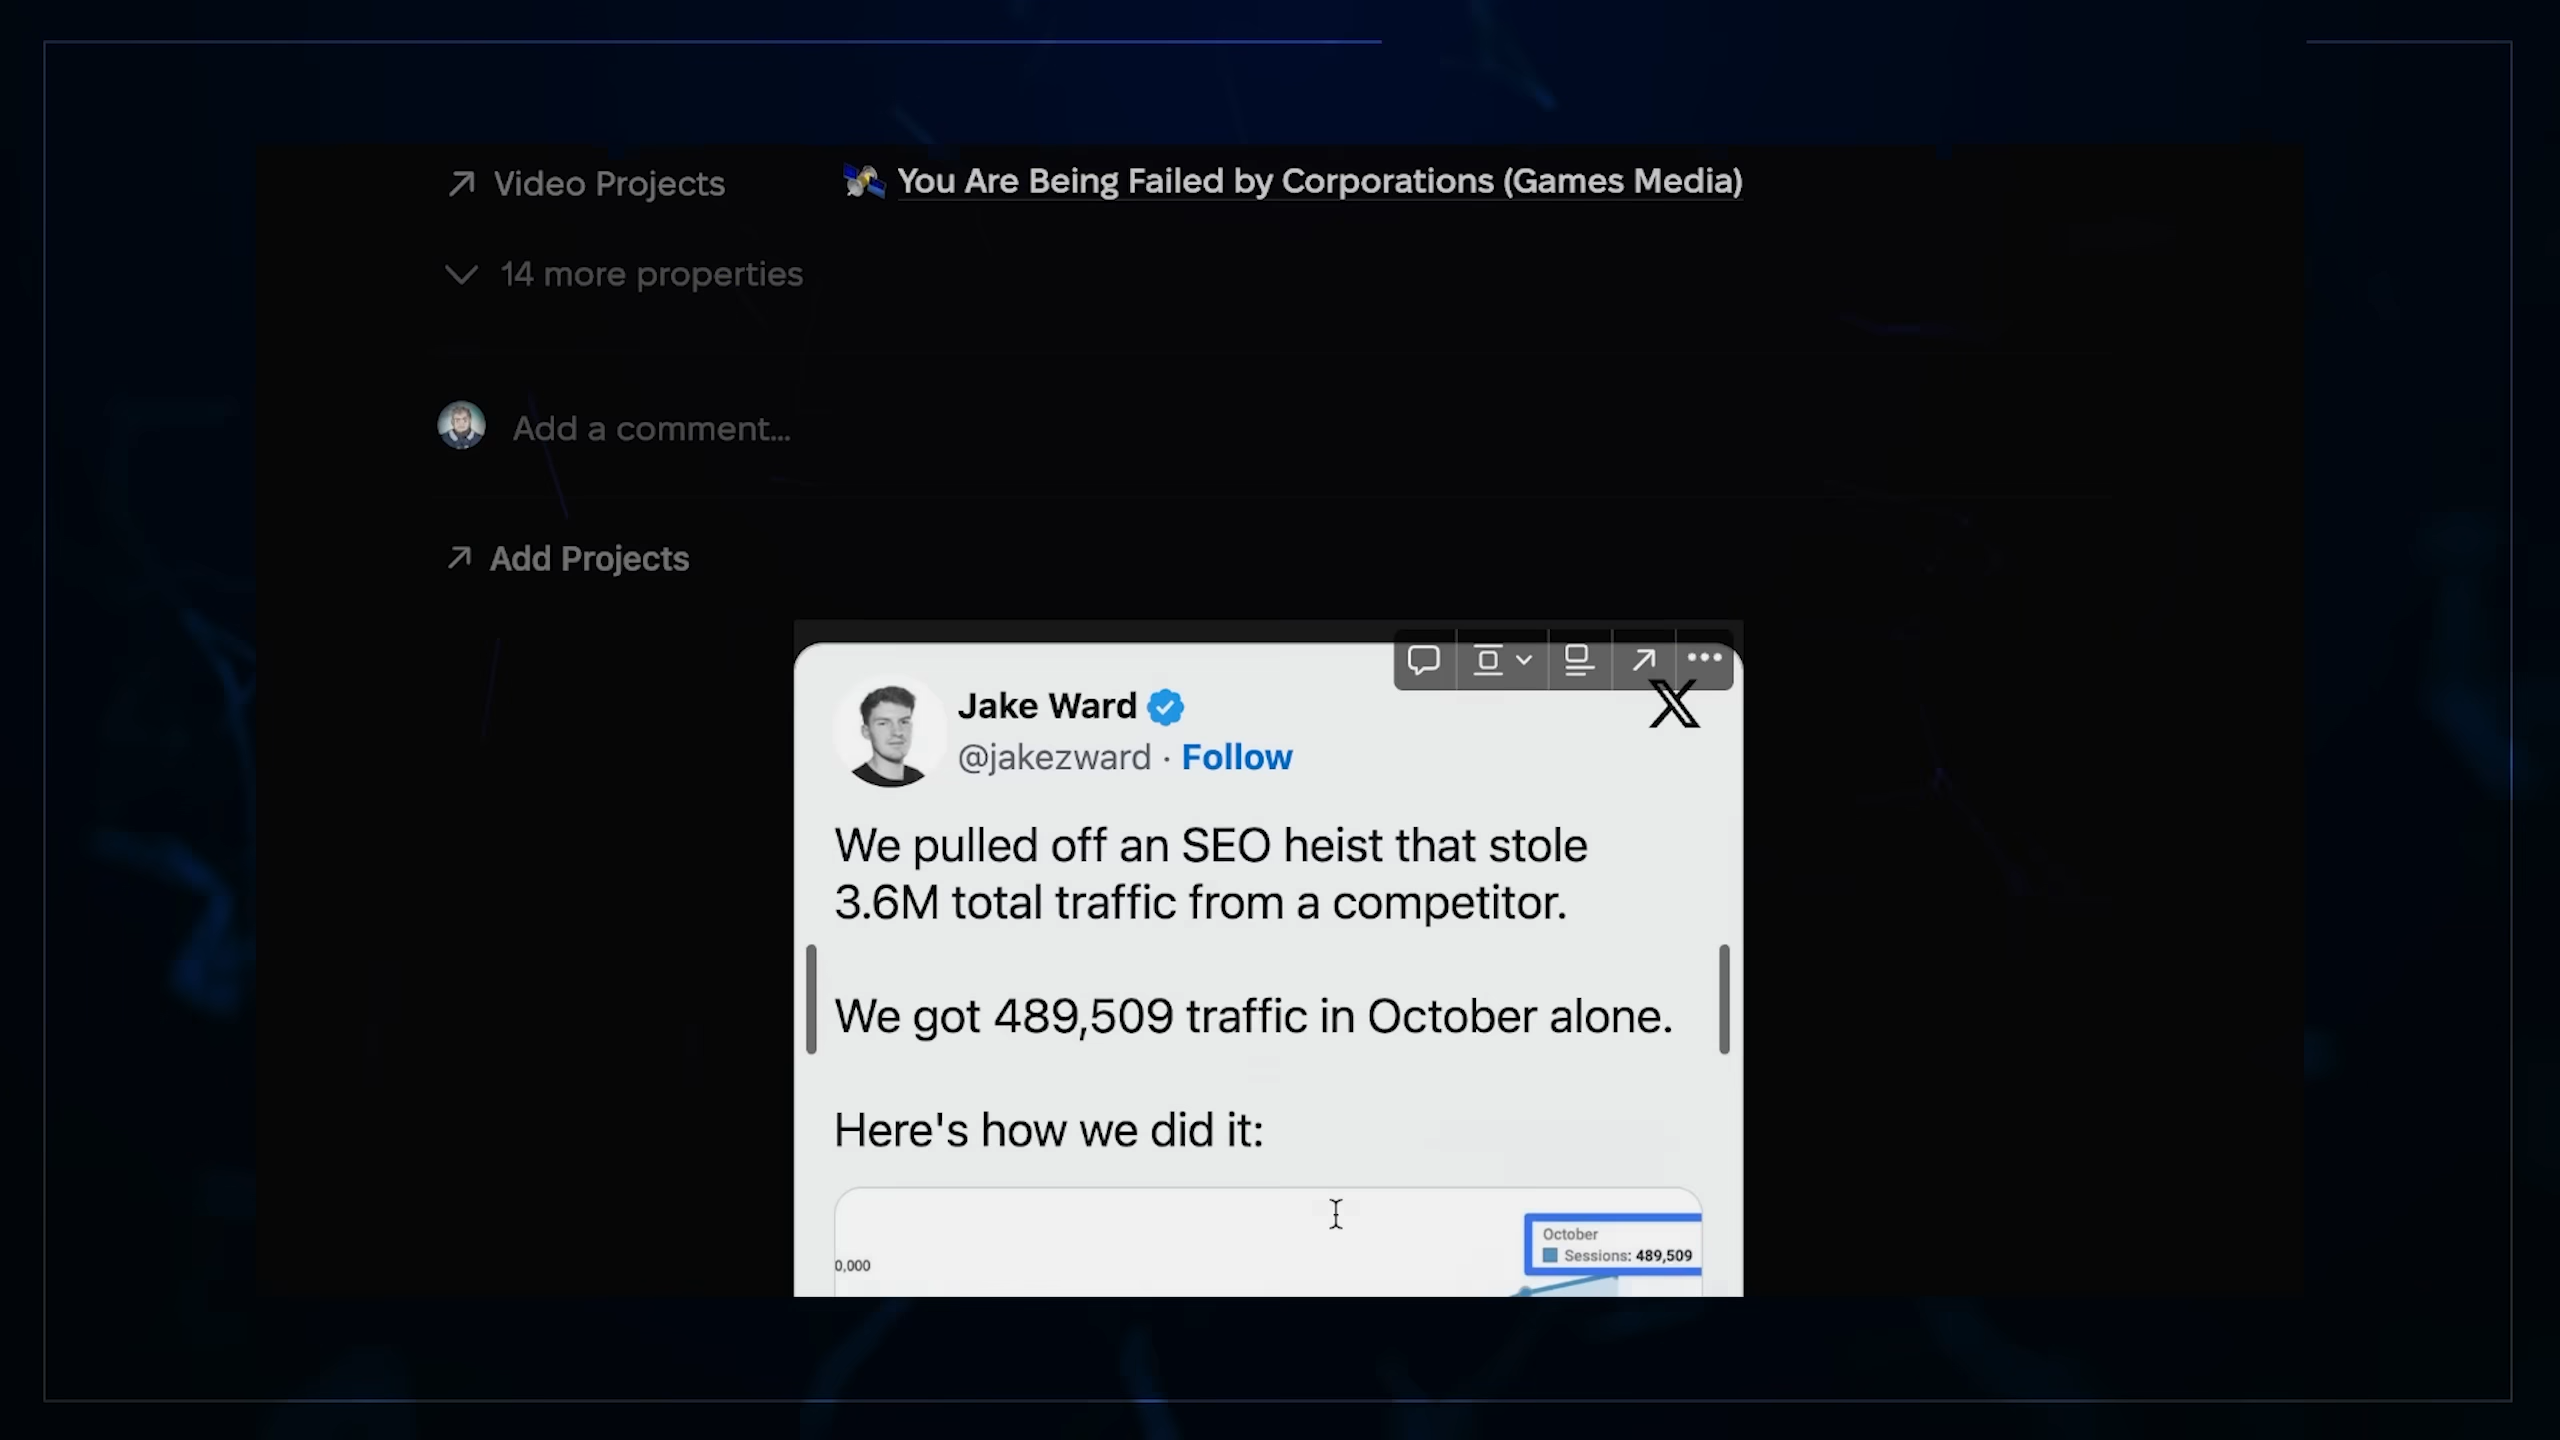 Video Projects
You Are Being Failed by Corporations (Games Media)
14 more properties
Add a comment...
Add Projects
Jake Ward
@jakezward · Follow
We pulled off an SEO heist that stole
3.6M total traffic from a competitor.
We got 489,509 traffic in October alone.
Here's how we did it:
October
Sessions: 489,509
0,000